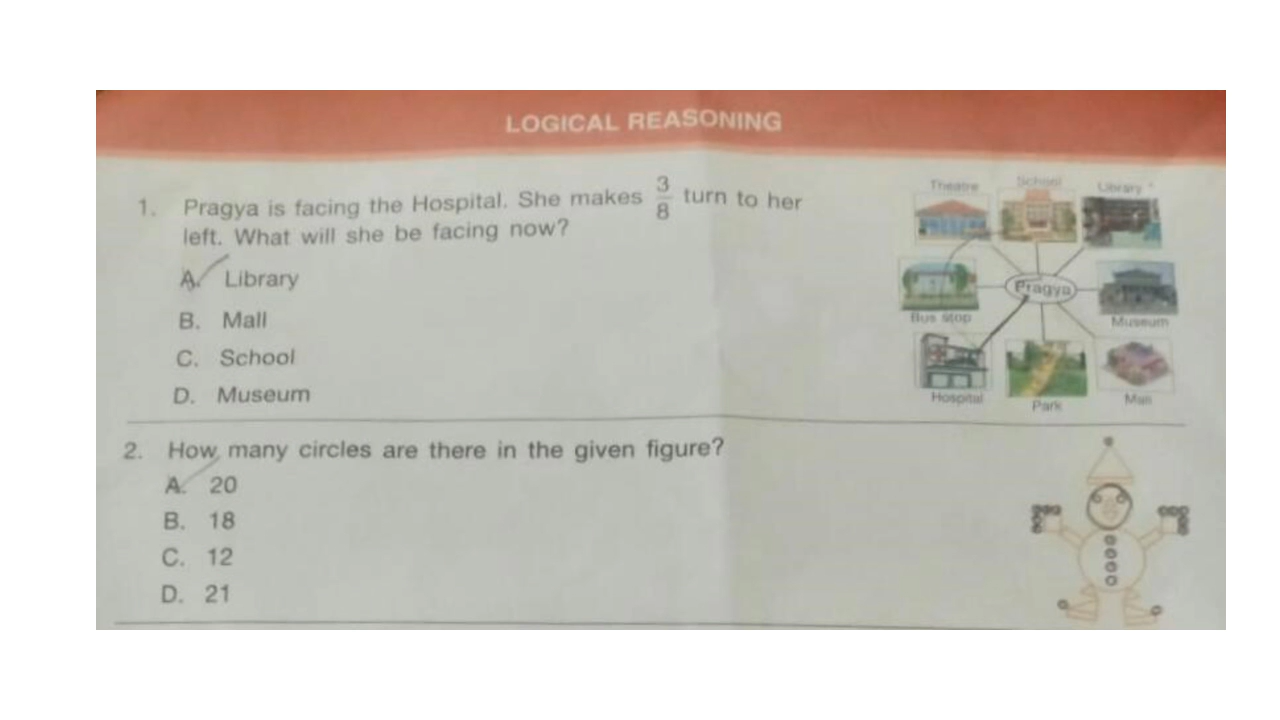 LOGICAL REASONING
1. Pragya is facing the Hospital. She makes 3/8 turn to her
left. What will she be facing now?
A. Library
B. Mall
C. School
D. Museum
Theatre School Library
Pragya
Bus stop Museum
Hospital Park Mall
2. How many circles are there in the given figure?
A. 20
B. 18
C. 12
D. 21